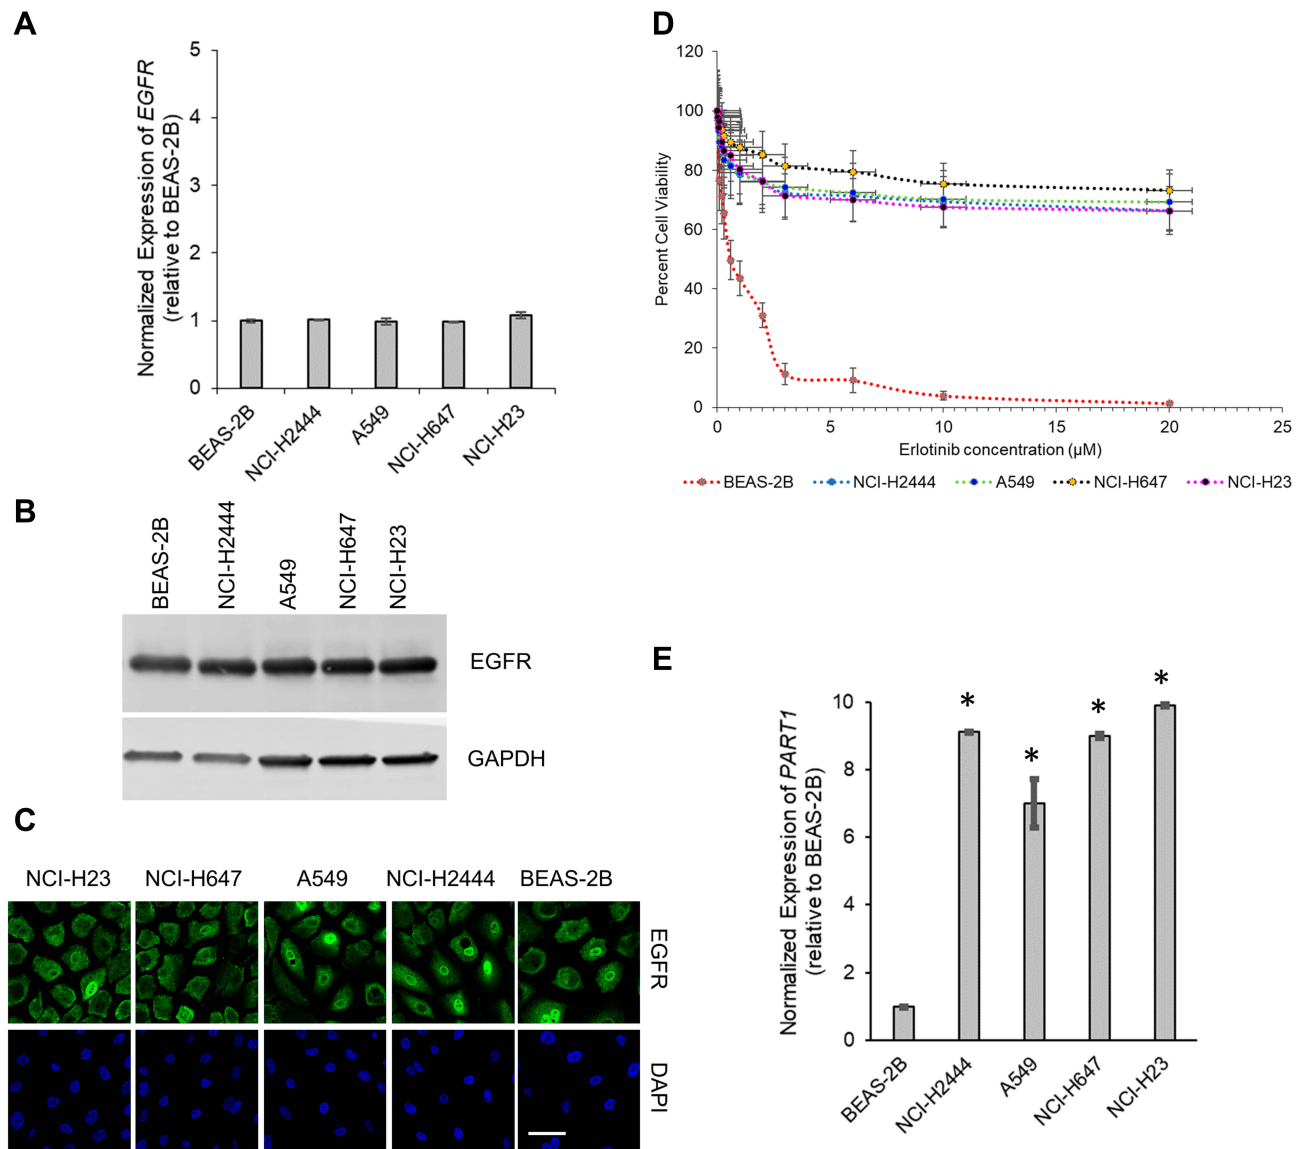 A
Normalized Expression of EGFR
(relative to BEAS-2B)
5
4
3
2
1
0
BEAS-2B
NCI-H2444
A549
NCI-H647
NCI-H23
B
BEAS-2B
NCI-H2444
A549
NCI-H647
NCI-H23
EGFR
GAPDH
C
NCI-H23 NCI-H647 A549 NCI-H2444 BEAS-2B
EGFR
DAPI
D
Percent Cell Viability
120
100
80
60
40
20
0
0 5 10 15 20 25
Erlotinib concentration (µM)
BEAS-2B NCI-H2444 A549 NCI-H647 NCI-H23
E
Normalized Expression of PART1
(relative to BEAS-2B)
10
8
6
4
2
0
* * * *
BEAS-2B
NCI-H2444
A549
NCI-H647
NCI-H23